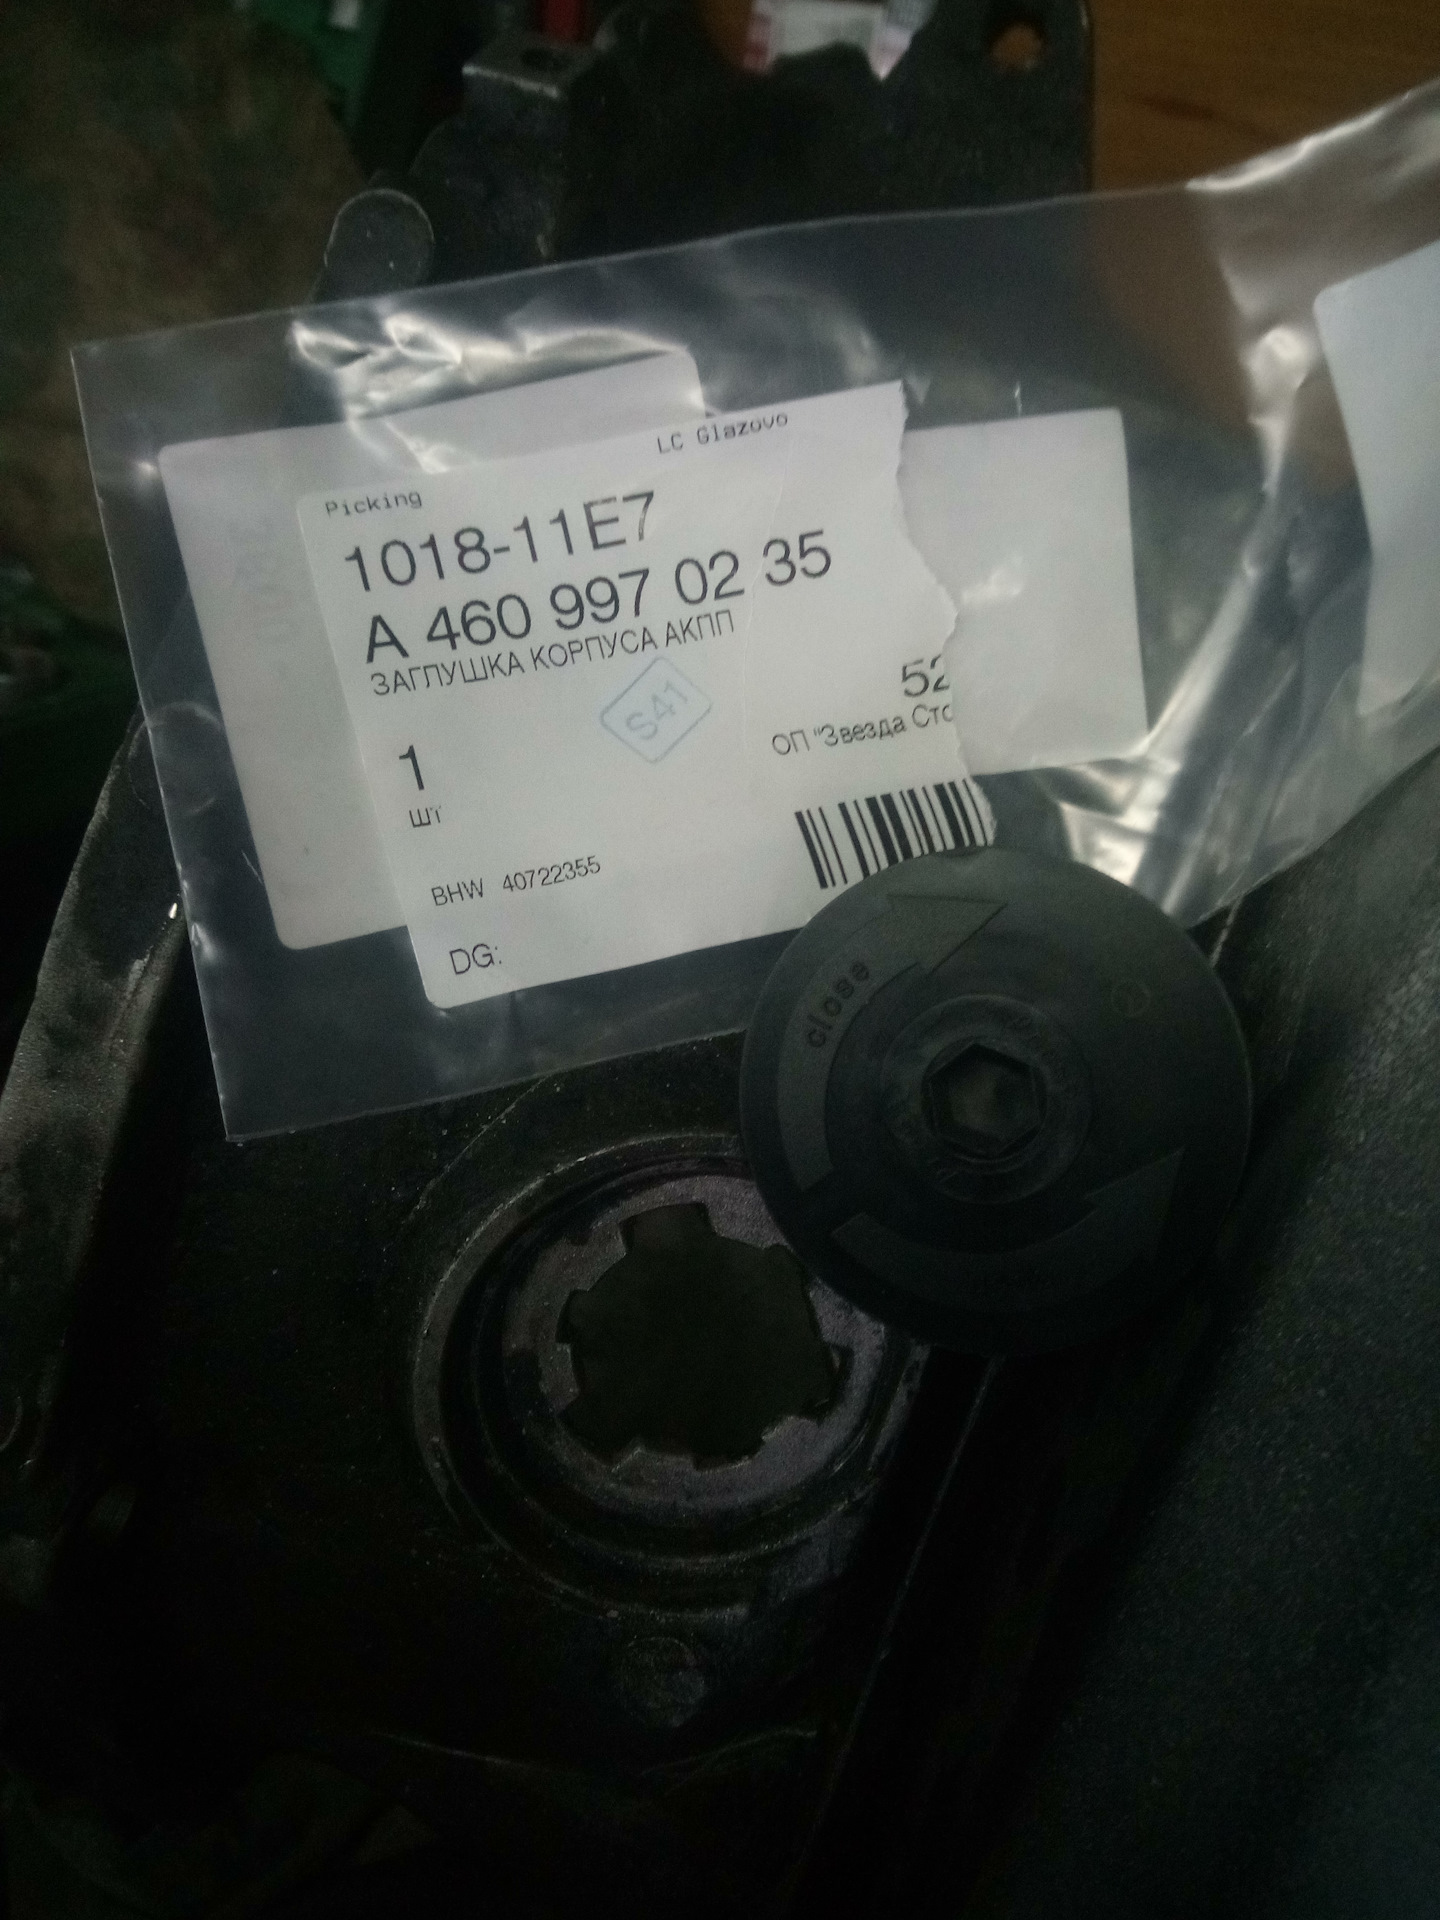 LC Glazovo
Picking
1018-11E7
A 460 997 02 35
ЗАГЛУШКА КОРПУСА АКПП
S41
52
ОП "Звезда Сто
1
шт
BHW 40722355
DG:
close